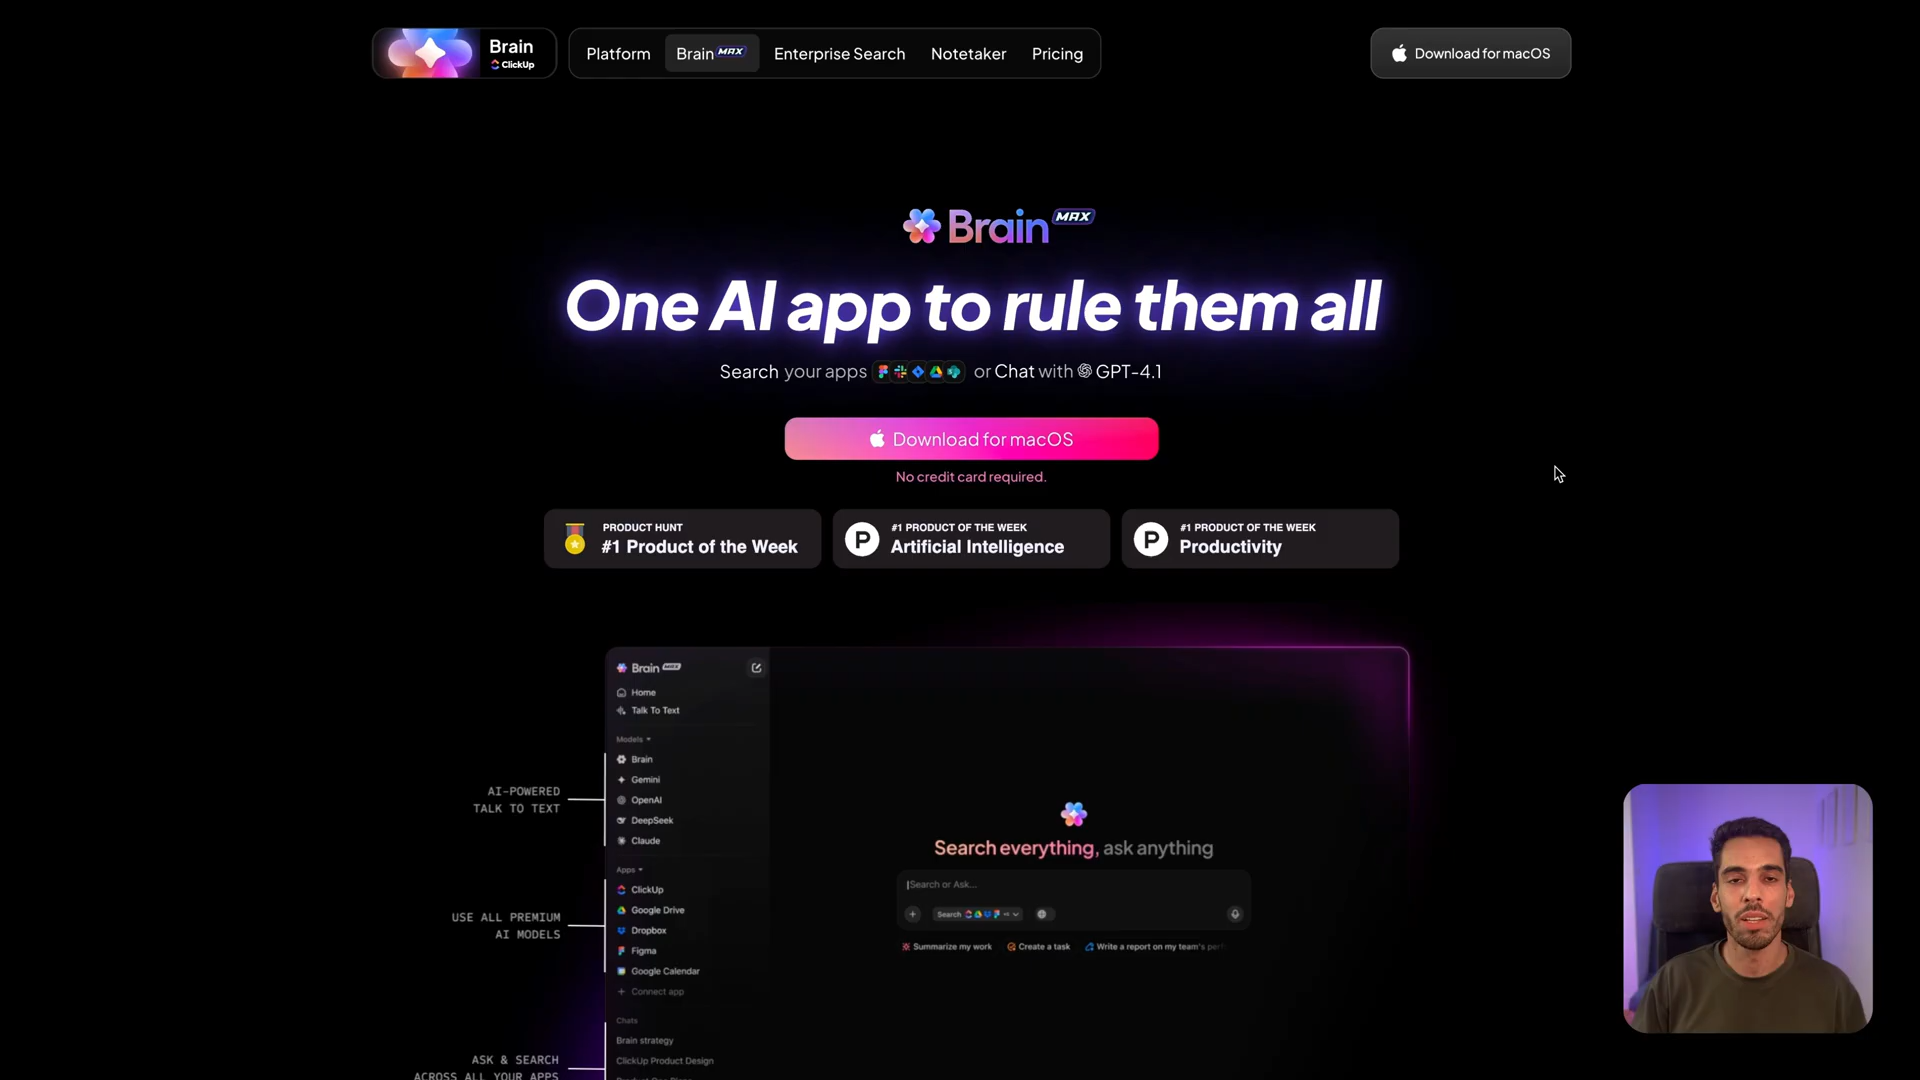 Brain
ClickUp
Platform
Brain MAX
Enterprise Search
Notetaker
Pricing
Download for macOS
Brain MAX
One AI app to rule them all
Search your apps or Chat with GPT-4.1
Download for macOS
No credit card required.
PRODUCT HUNT
#1 Product of the Week
P
#1 PRODUCT OF THE WEEK
Artificial Intelligence
P
#1 PRODUCT OF THE WEEK
Productivity
Brain MAX
Home
Talk To Text
Models
Brain
Gemini
OpenAI
DeepSeek
Claude
Apps
ClickUp
Google Drive
Dropbox
Figma
Google Calendar
Connect app
Chats
Brain strategy
ClickUp Product Design
AI-POWERED
TALK TO TEXT
USE ALL PREMIUM
AI MODELS
ASK & SEARCH
ACROSS ALL YOUR APPS
Search everything, ask anything
Search or Ask...
Search
Summarize my work
Create a task
Write a report on my team's